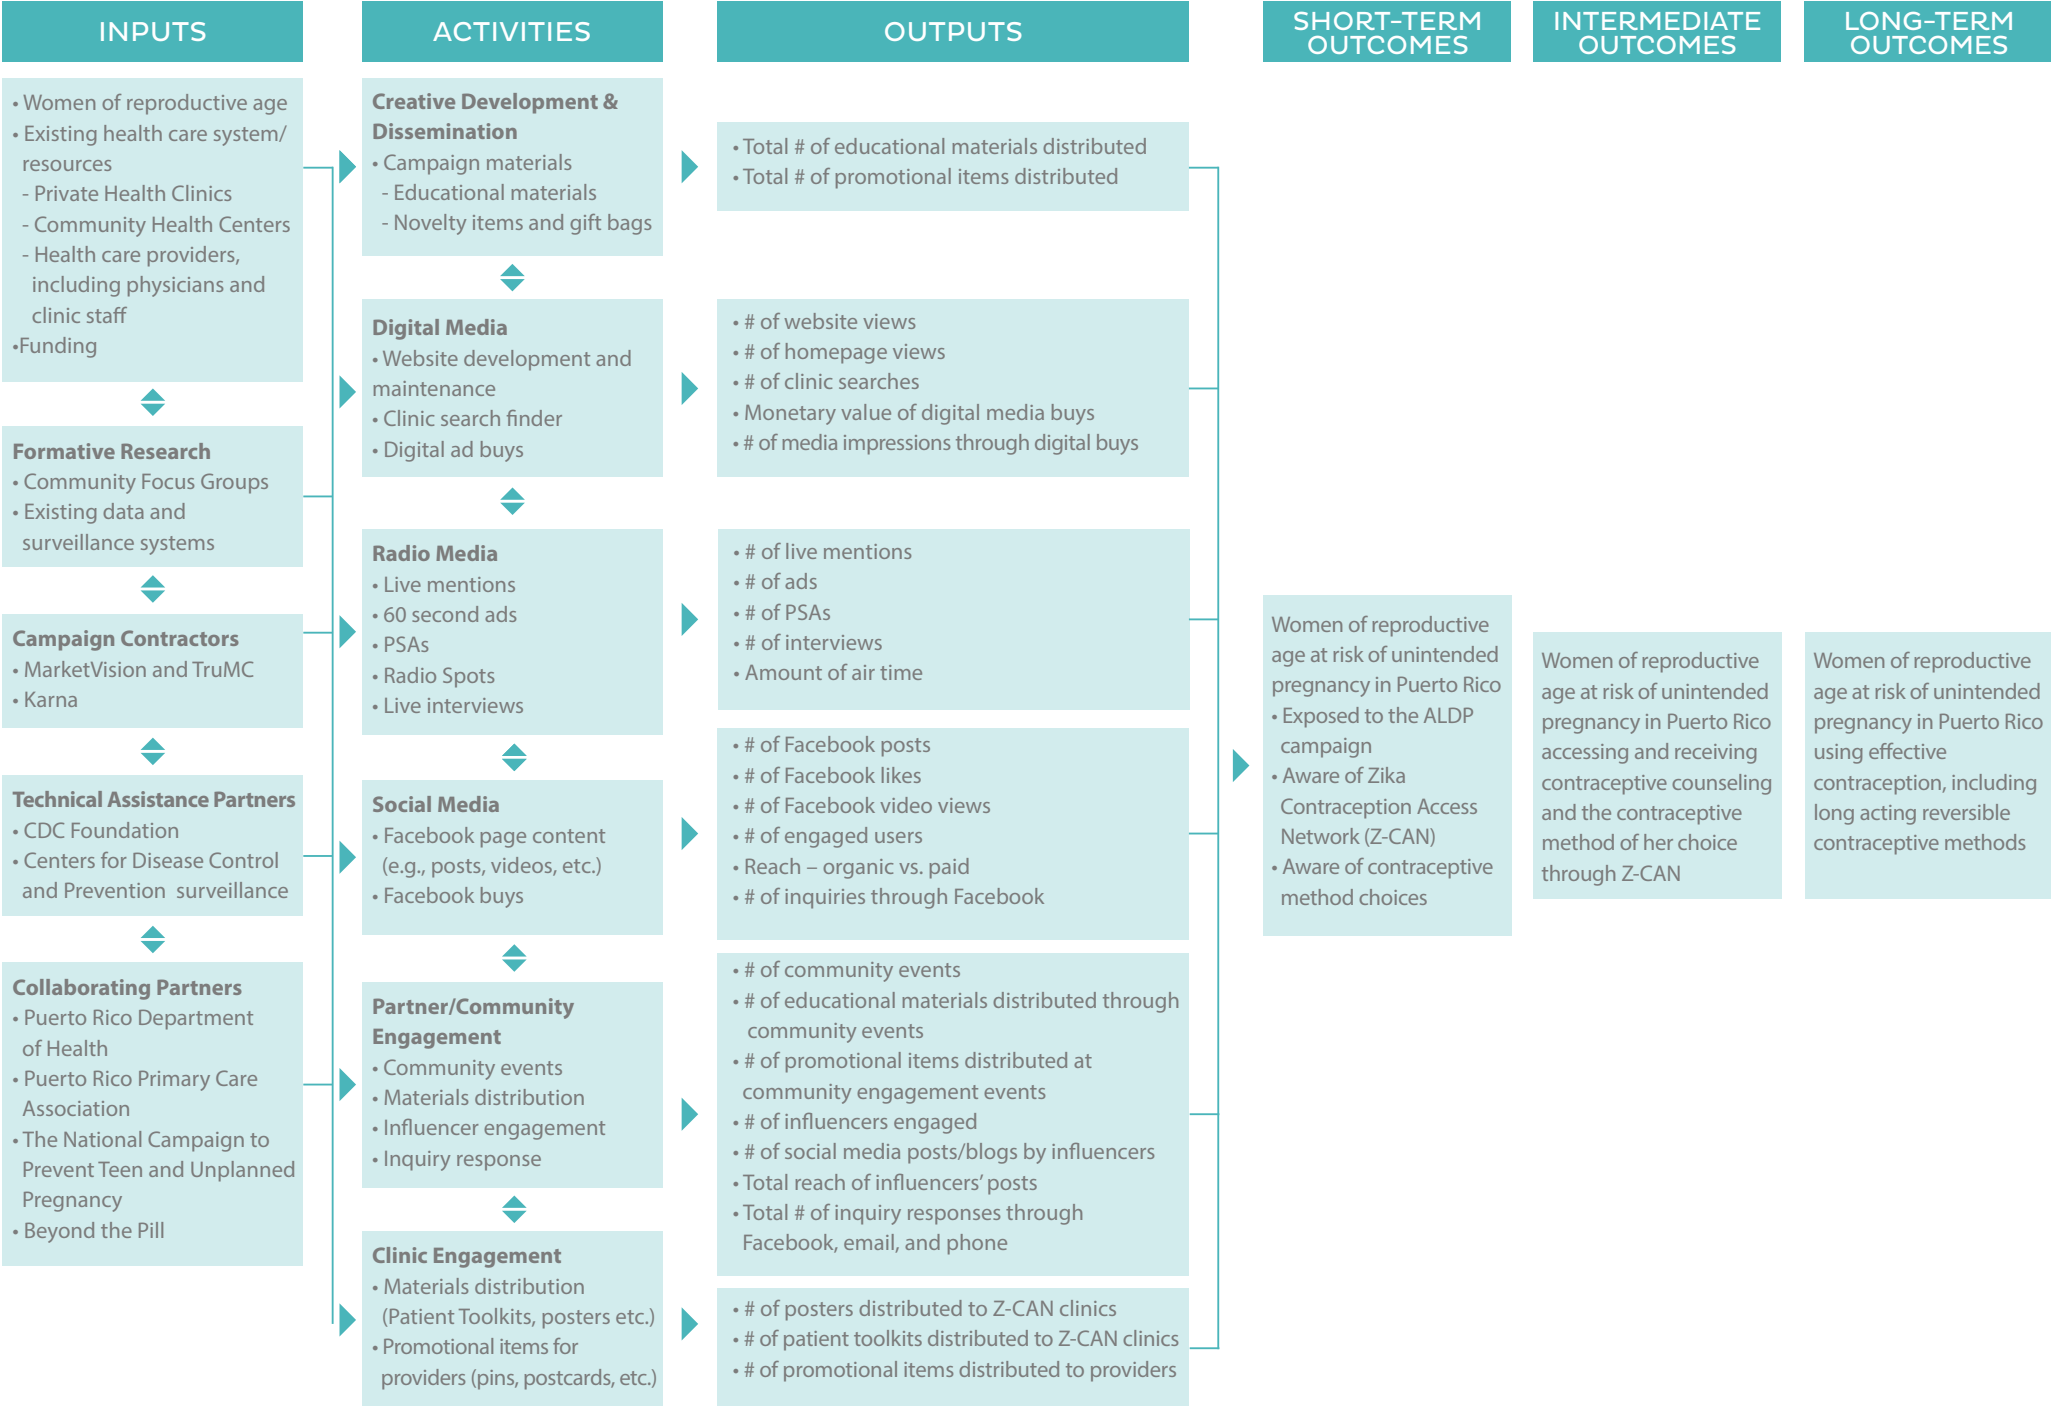 INPUTS
ACTIVITIES
OUTPUTS
SHORT-TERM
OUTCOMES
INTERMEDIATE
OUTCOMES
LONG-TERM
OUTCOMES
• Women of reproductive age
• Existing health care system/
resources
- Private Health Clinics
- Community Health Centers
- Health care providers,
including physicians and
clinic staff
•Funding
Formative Research
• Community Focus Groups
• Existing data and
surveillance systems
Campaign Contractors
• MarketVision and TruMC
• Karna
Technical Assistance Partners
• CDC Foundation
• Centers for Disease Control
and Prevention surveillance
Collaborating Partners
• Puerto Rico Department
of Health
• Puerto Rico Primary Care
Association
• The National Campaign to
Prevent Teen and Unplanned
Pregnancy
• Beyond the Pill
Creative Development &
Dissemination
• Campaign materials
- Educational materials
- Novelty items and gift bags
Digital Media
• Website development and
maintenance
• Clinic search finder
• Digital ad buys
Radio Media
• Live mentions
• 60 second ads
• PSAs
• Radio Spots
• Live interviews
Social Media
• Facebook page content
(e.g., posts, videos, etc.)
• Facebook buys
Partner/Community
Engagement
• Community events
• Materials distribution
• Influencer engagement
• Inquiry response
Clinic Engagement
• Materials distribution
(Patient Toolkits, posters etc.)
• Promotional items for
providers (pins, postcards, etc.)
• Total # of educational materials distributed
• Total # of promotional items distributed
• # of website views
• # of homepage views
• # of clinic searches
• Monetary value of digital media buys
• # of media impressions through digital buys
• # of live mentions
• # of ads
• # of PSAs
• # of interviews
• Amount of air time
• # of Facebook posts
• # of Facebook likes
• # of Facebook video views
• # of engaged users
• Reach – organic vs. paid
• # of inquiries through Facebook
• # of community events
• # of educational materials distributed through
community events
• # of promotional items distributed at
community engagement events
• # of influencers engaged
• # of social media posts/blogs by influencers
• Total reach of influencers’ posts
• Total # of inquiry responses through
Facebook, email, and phone
• # of posters distributed to Z-CAN clinics
• # of patient toolkits distributed to Z-CAN clinics
• # of promotional items distributed to providers
Women of reproductive
age at risk of unintended
pregnancy in Puerto Rico
• Exposed to the ALDP
campaign
• Aware of Zika
Contraception Access
Network (Z-CAN)
• Aware of contraceptive
method choices
Women of reproductive
age at risk of unintended
pregnancy in Puerto Rico
accessing and receiving
contraceptive counseling
and the contraceptive
method of her choice
through Z-CAN
Women of reproductive
age at risk of unintended
pregnancy in Puerto Rico
using effective
contraception, including
long acting reversible
contraceptive methods